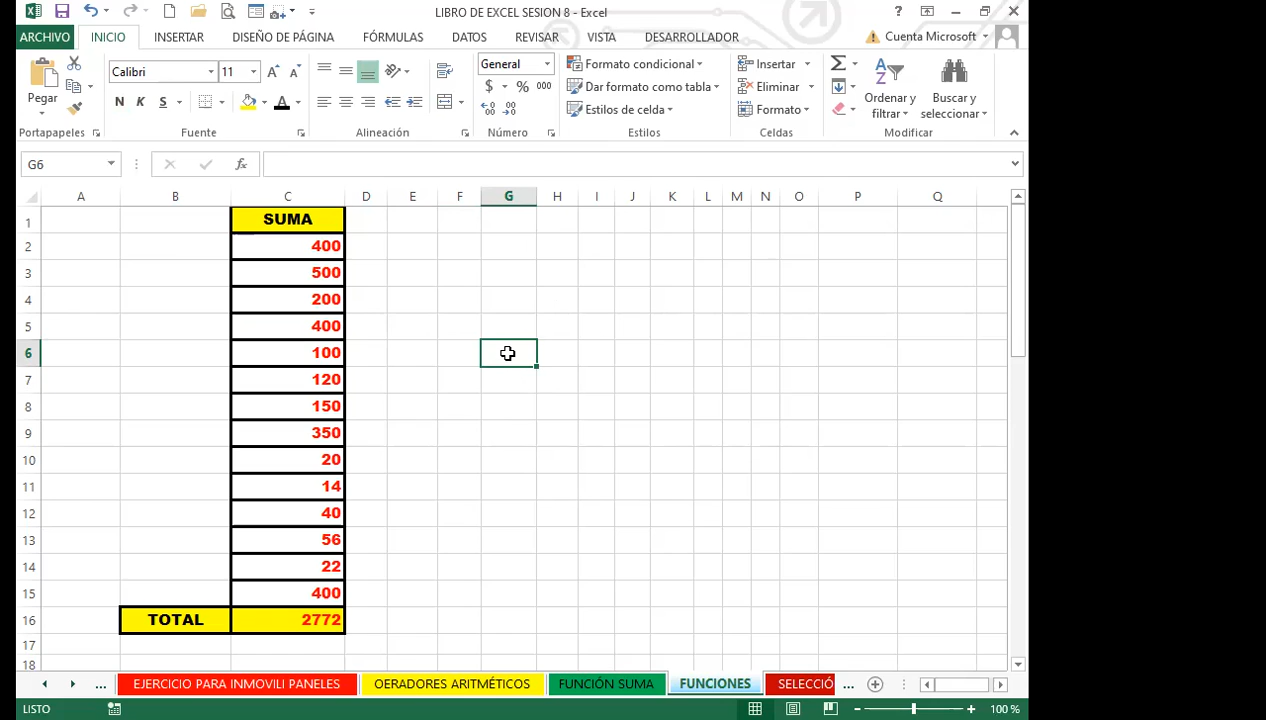 LIBRO DE EXCEL SESION 8 - Excel
ARCHIVO INICIO INSERTAR DISEÑO DE PÁGINA FÓRMULAS DATOS REVISAR VISTA DESARROLLADOR Cuenta Microsoft
Calibri 11 General Formato condicional Insertar
Pegar N K S $ % 000 Dar formato como tabla Eliminar Ordenar y Buscar y
Estilos de celda Formato filtrar seleccionar
Portapapeles Fuente Alineación Número Estilos Celdas Modificar
G6 fx
A B C D E F G H I J K L M N O P Q
1 SUMA
2 400
3 500
4 200
5 400
6 100
7 120
8 150
9 350
10 20
11 14
12 40
13 56
14 22
15 400
16 TOTAL 2772
17
18
... EJERCICIO PARA INMOVILI PANELES OERADORES ARITMÉTICOS FUNCIÓN SUMA FUNCIONES SELECCIÓ ...
LISTO 100 %